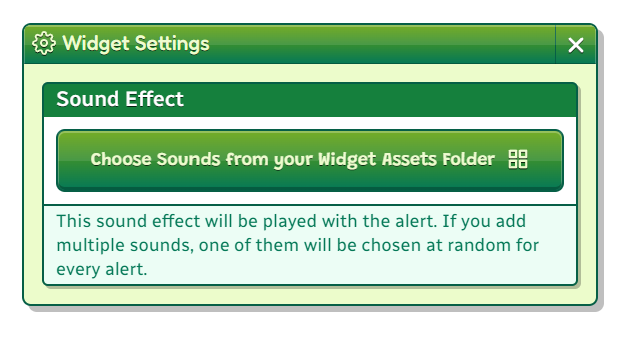 Widget Settings
Sound Effect
Choose Sounds from your Widget Assets Folder
This sound effect will be played with the alert. If you add
multiple sounds, one of them will be chosen at random for
every alert.